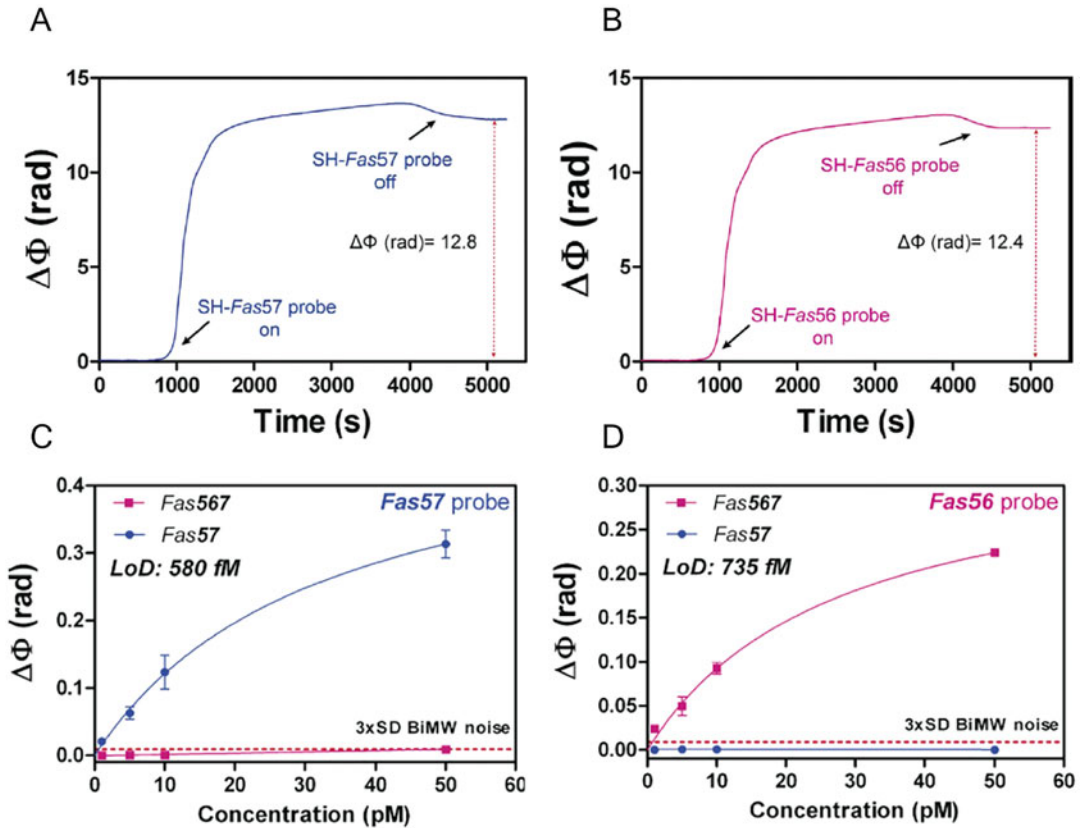 A
B
15
10
5
0
ΔΦ (rad)
SH-Fas57 probe
off
ΔΦ (rad)= 12.8
SH-Fas57 probe
on
0 1000 2000 3000 4000 5000
Time (s)
15
10
5
0
ΔΦ (rad)
SH-Fas56 probe
off
ΔΦ (rad)= 12.4
SH-Fas56 probe
on
0 1000 2000 3000 4000 5000
Time (s)
C
D
0.4
0.3
0.2
0.1
0.0
ΔΦ (rad)
Fas567
Fas57
LoD: 580 fM
Fas57 probe
3xSD BiMW noise
0 10 20 30 40 50 60
Concentration (pM)
0.30
0.25
0.20
0.15
0.10
0.05
0.00
ΔΦ (rad)
Fas567
Fas57
LoD: 735 fM
Fas56 probe
3xSD BiMW noise
0 10 20 30 40 50 60
Concentration (pM)